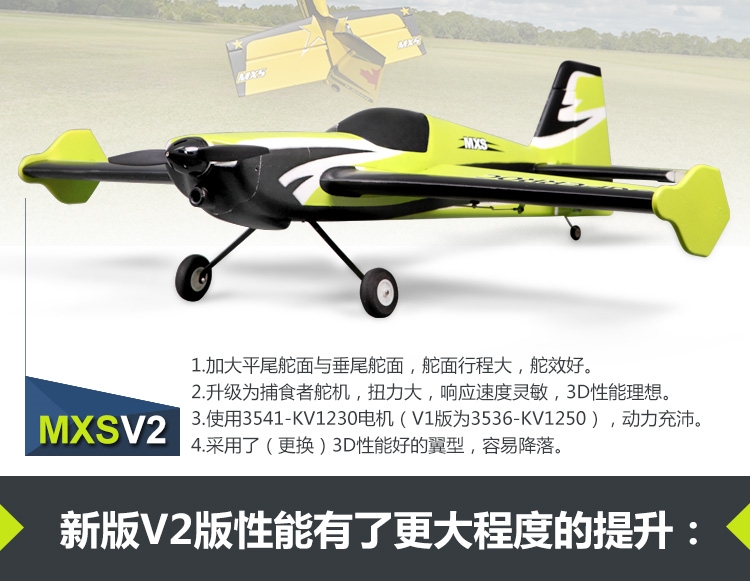 MXS
MXS
MXS
1.加大平尾舵面与垂尾舵面，舵面行程大，舵效好。
2.升级为捕食者舵机，扭力大，响应速度灵敏，3D性能理想。
3.使用3541-KV1230电机（V1版为3536-KV1250），动力充沛。
4.采用了（更换）3D性能好的翼型，容易降落。
MXSV2
新版V2版性能有了更大程度的提升：